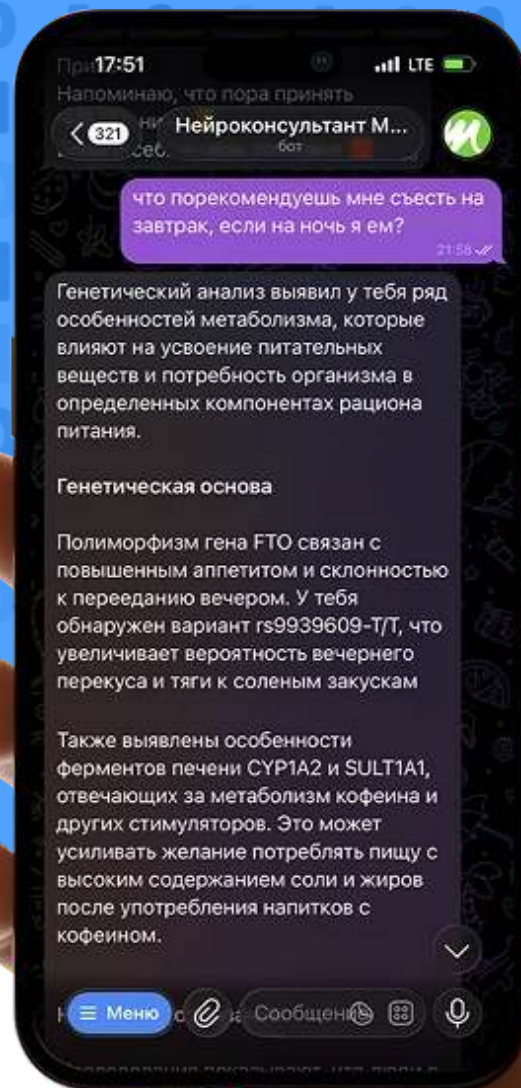 17:51
LTE
Напоминаю, что пора принять
321
Нейроконсультант М...
бот
что порекомендуешь мне съесть на
завтрак, если на ночь я ем?
21:58
Генетический анализ выявил у тебя ряд
особенностей метаболизма, которые
влияют на усвоение питательных
веществ и потребность организма в
определенных компонентах рациона
питания.
Генетическая основа
Полиморфизм гена FTO связан с
повышенным аппетитом и склонностью
к перееданию вечером. У тебя
обнаружен вариант rs9939609-T/T, что
увеличивает вероятность вечернего
перекуса и тяги к соленым закускам
Также выявлены особенности
ферментов печени CYP1A2 и SULT1A1,
отвечающих за метаболизм кофеина и
других стимуляторов. Это может
усиливать желание потреблять пищу с
высоким содержанием соли и жиров
после употребления напитков с
кофеином.
Меню
Сообщение